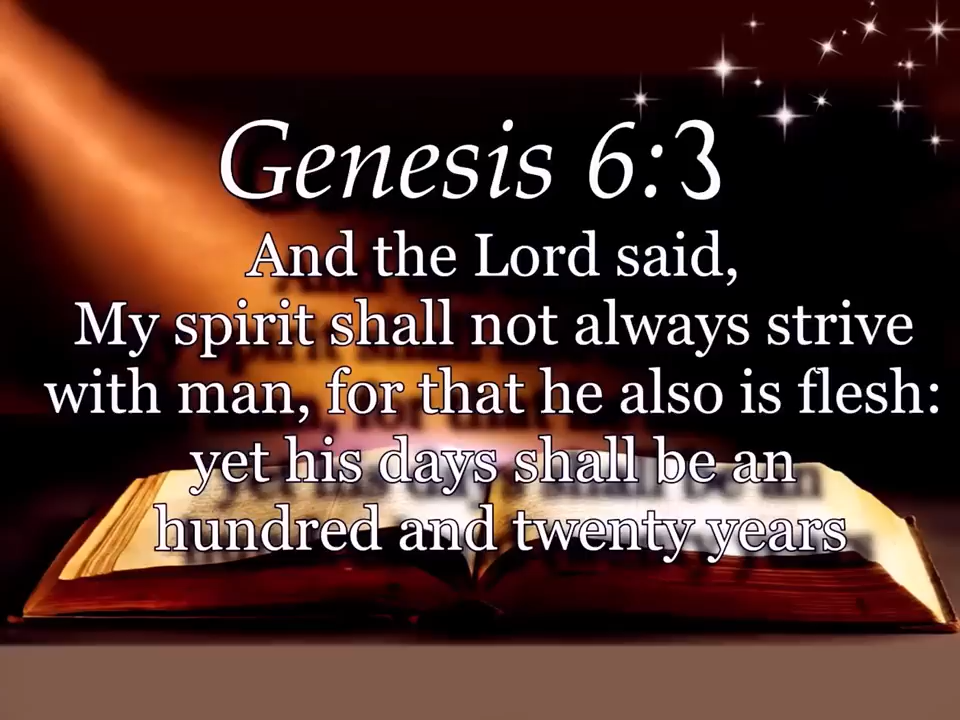 Genesis 6:3
And the Lord said,
My spirit shall not always strive
with man, for that he also is flesh:
yet his days shall be an
hundred and twenty years